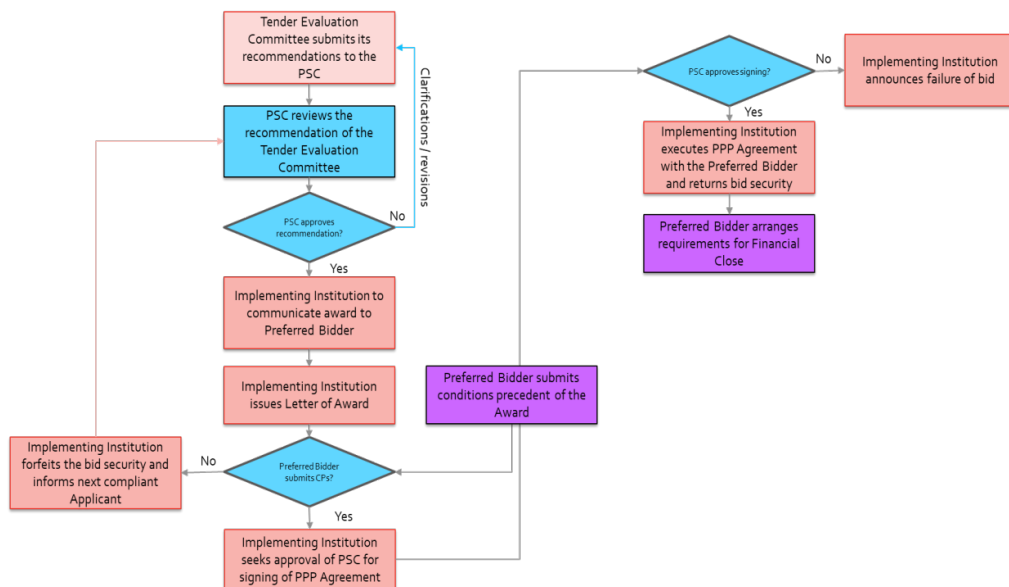 Tender Evaluation
Committee submits its
recommendations to the
PSC
Clarifications / revisions
PSC reviews the
recommendation of the
Tender Evaluation
Committee
PSC approves
recommendation?
No
Yes
Implementing Institution to
communicate award to
Preferred Bidder
Implementing Institution
issues Letter of Award
Preferred Bidder
submits CPs?
No
Implementing Institution
forfeits the bid security and
informs next compliant
Applicant
Yes
Implementing Institution
seeks approval of PSC for
signing of PPP Agreement
Preferred Bidder submits
conditions precedent of the
Award
PSC approves signing?
No
Implementing Institution
announces failure of bid
Yes
Implementing Institution
executes PPP Agreement
with the Preferred Bidder
and returns bid security
Preferred Bidder arranges
requirements for Financial
Close